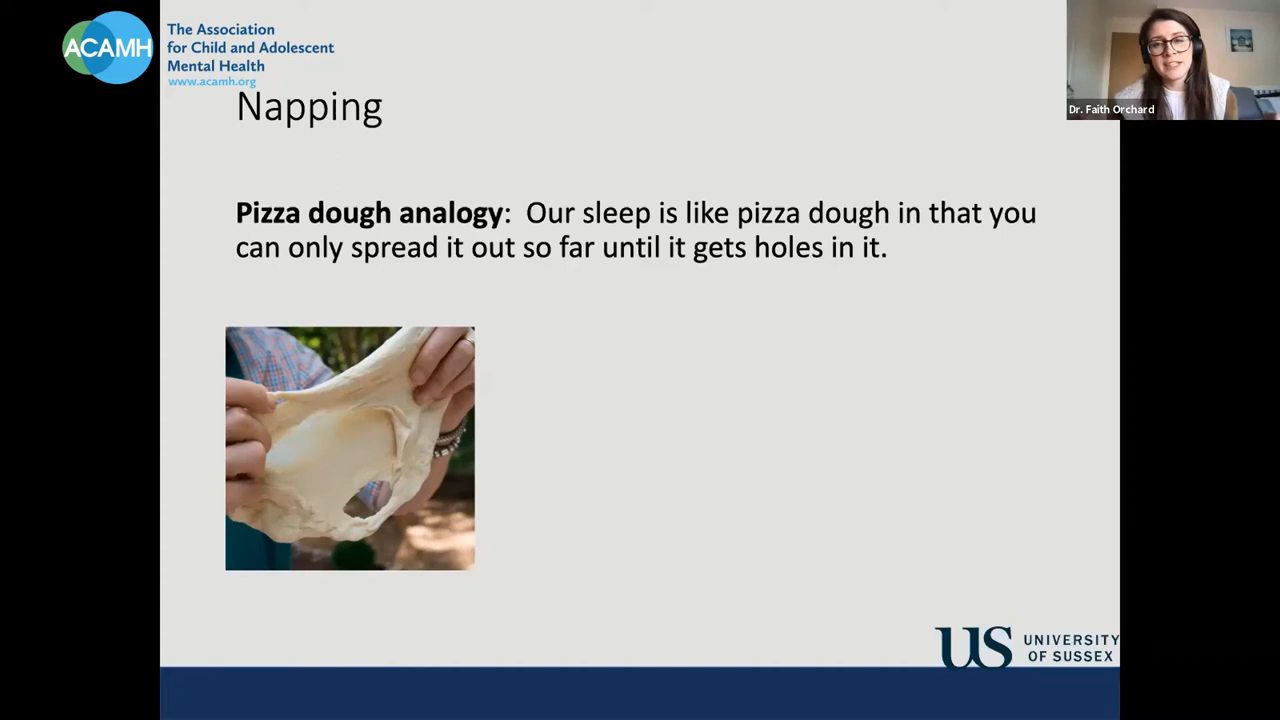 ACAMH
The Association
for Child and Adolescent
Mental Health
www.acamh.org
Dr. Faith Orchard
Napping
Pizza dough analogy: Our sleep is like pizza dough in that you
can only spread it out so far until it gets holes in it.
US
UNIVERSITY
OF SUSSEX